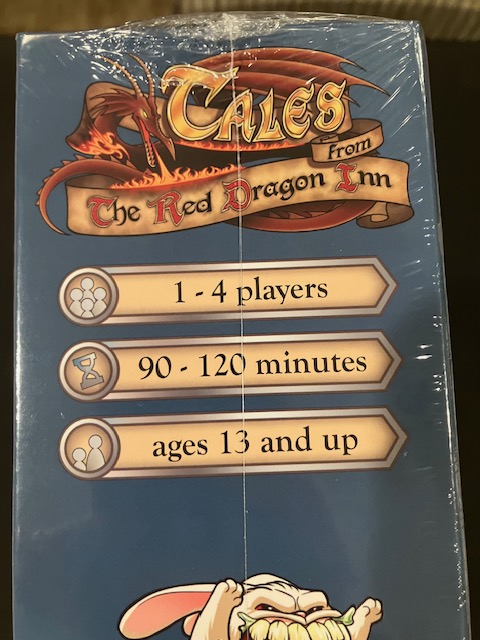 TALES
From
The Red Dragon Inn
1 - 4 players
90 - 120 minutes
ages 13 and up